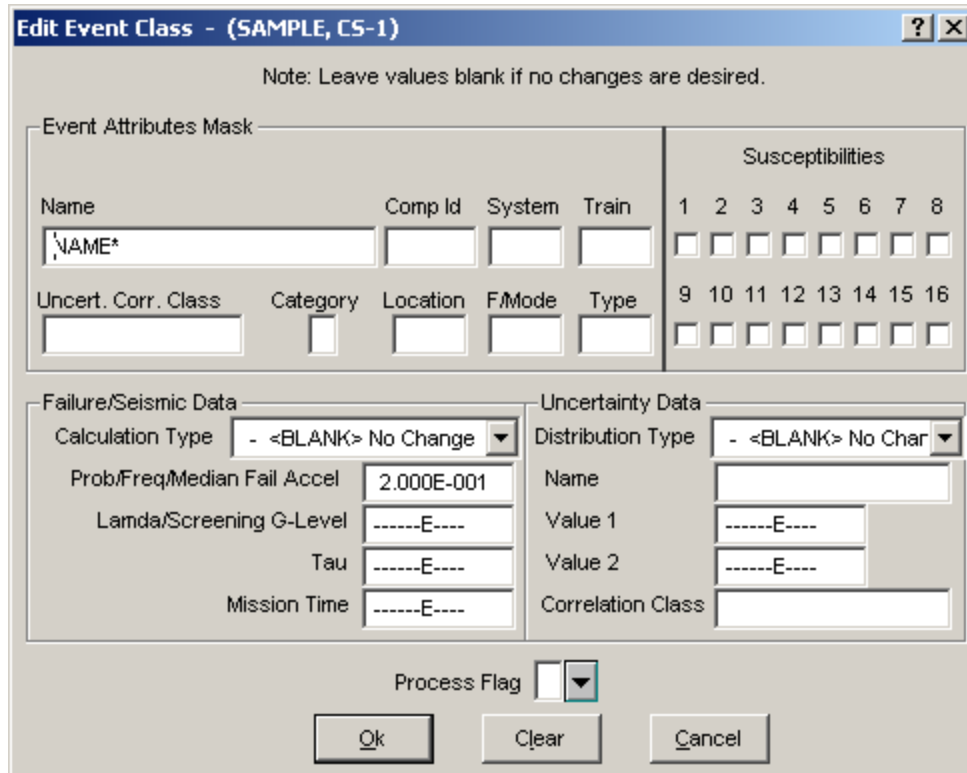 Edit Event Class - (SAMPLE, CS-1)
Note: Leave values blank if no changes are desired.
Event Attributes Mask
Susceptibilities
Name Comp Id System Train 1 2 3 4 5 6 7 8
NAME*
Uncert. Corr. Class Category Location F/Mode Type 9 10 11 12 13 14 15 16
Failure/Seismic Data
Calculation Type - <BLANK> No Change
Prob/Freq/Median Fail Accel 2.000E-001
Lamda/Screening G-Level ------E----
Tau ------E----
Mission Time ------E----
Uncertainty Data
Distribution Type - <BLANK> No Char
Name
Value 1 ------E----
Value 2 ------E----
Correlation Class
Process Flag
Ok Clear Cancel